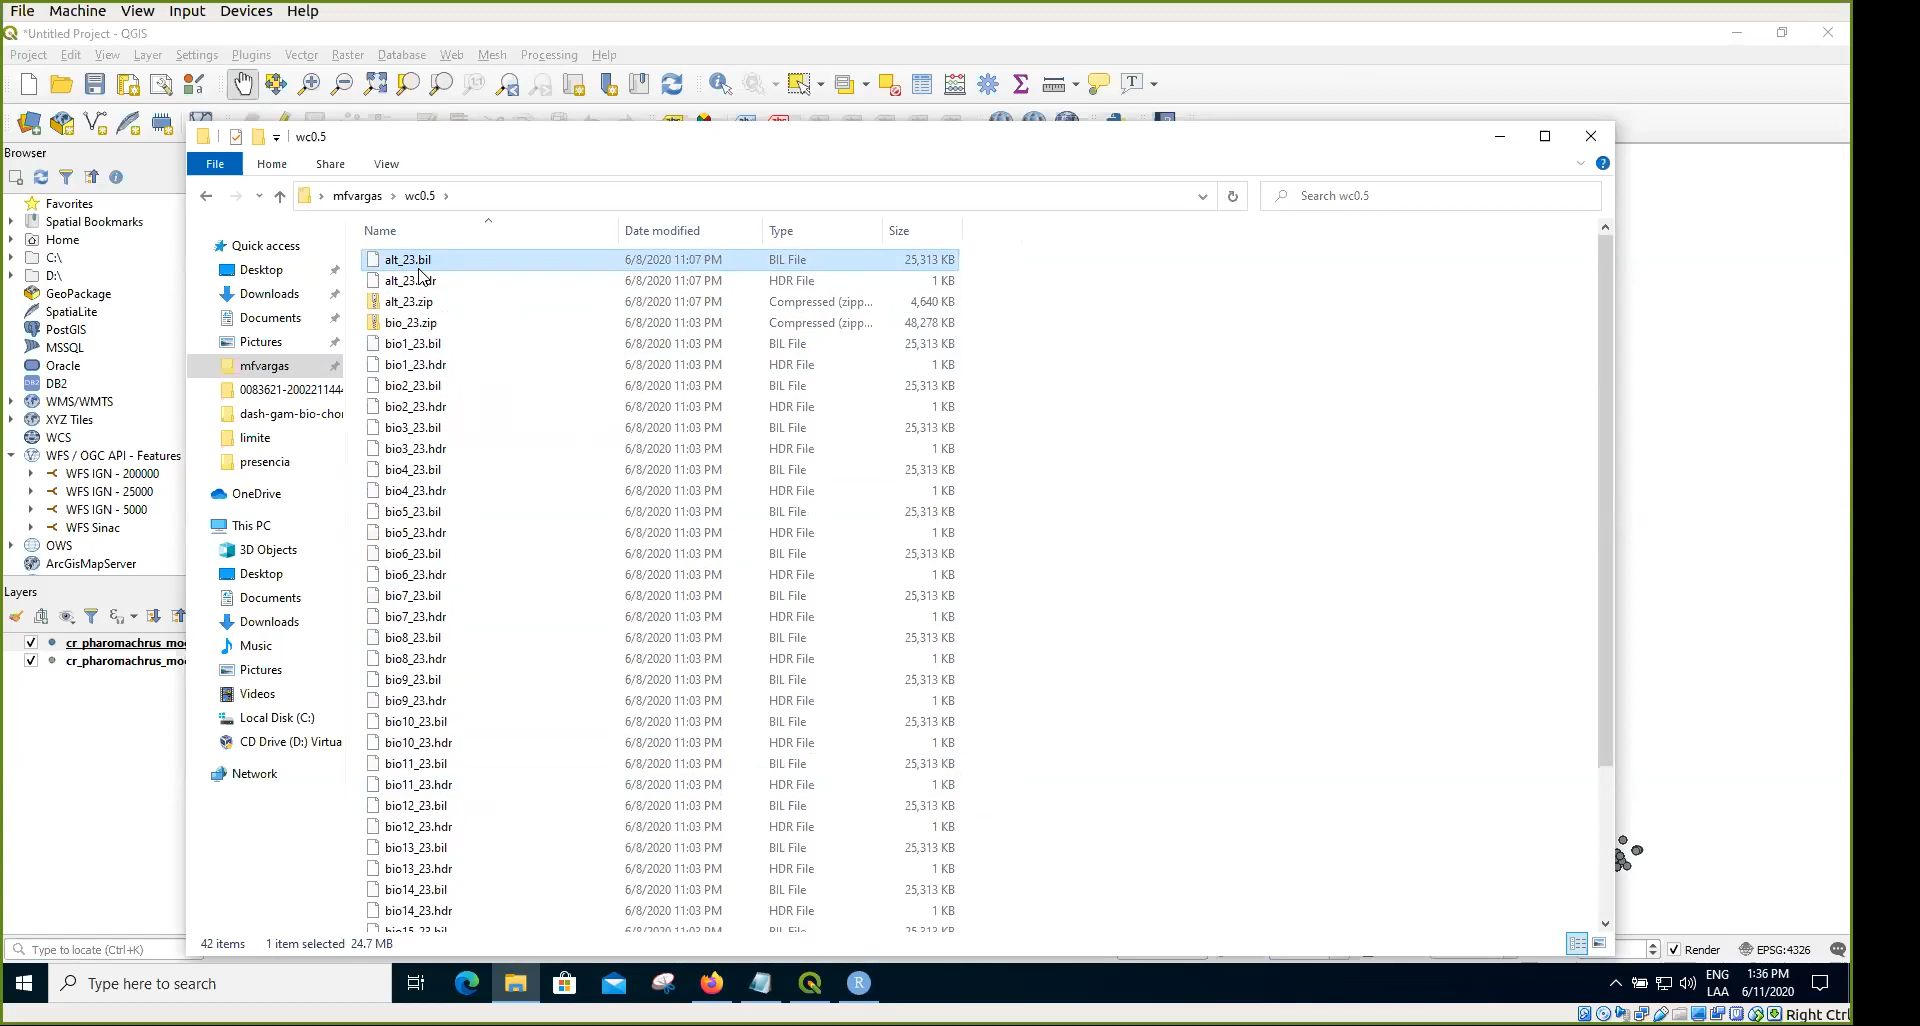 File Machine View Input Devices Help
*Untitled Project - QGIS
Project Edit View Layer Settings Plugins Vector Raster Database Web Mesh Processing Help
Browser
Favorites
Spatial Bookmarks
Home
C:\
D:\
GeoPackage
SpatiaLite
PostGIS
MSSQL
Oracle
DB2
WMS/WMTS
XYZ Tiles
WCS
WFS / OGC API - Features
WFS IGN - 200000
WFS IGN - 25000
WFS IGN - 5000
WFS Sinac
OWS
ArcGisMapServer
Layers
cr_pharomachrus_mo
cr_pharomachrus_mo
Type to locate (Ctrl+K)
wc0.5
File Home Share View
mfvargas wc0.5
Search wc0.5
Quick access
Desktop
Downloads
Documents
Pictures
mfvargas
0083621-200221144
dash-gam-bio-chor
limite
presencia
OneDrive
This PC
3D Objects
Desktop
Documents
Downloads
Music
Pictures
Videos
Local Disk (C:)
CD Drive (D:) Virtua
Network
Name Date modified Type Size
alt_23.bil 6/8/2020 11:07 PM BIL File 25,313 KB
alt_23.hdr 6/8/2020 11:07 PM HDR File 1 KB
alt_23.zip 6/8/2020 11:07 PM Compressed (zipp... 4,640 KB
bio_23.zip 6/8/2020 11:03 PM Compressed (zipp... 48,278 KB
bio1_23.bil 6/8/2020 11:03 PM BIL File 25,313 KB
bio1_23.hdr 6/8/2020 11:03 PM HDR File 1 KB
bio2_23.bil 6/8/2020 11:03 PM BIL File 25,313 KB
bio2_23.hdr 6/8/2020 11:03 PM HDR File 1 KB
bio3_23.bil 6/8/2020 11:03 PM BIL File 25,313 KB
bio3_23.hdr 6/8/2020 11:03 PM HDR File 1 KB
bio4_23.bil 6/8/2020 11:03 PM BIL File 25,313 KB
bio4_23.hdr 6/8/2020 11:03 PM HDR File 1 KB
bio5_23.bil 6/8/2020 11:03 PM BIL File 25,313 KB
bio5_23.hdr 6/8/2020 11:03 PM HDR File 1 KB
bio6_23.bil 6/8/2020 11:03 PM BIL File 25,313 KB
bio6_23.hdr 6/8/2020 11:03 PM HDR File 1 KB
bio7_23.bil 6/8/2020 11:03 PM BIL File 25,313 KB
bio7_23.hdr 6/8/2020 11:03 PM HDR File 1 KB
bio8_23.bil 6/8/2020 11:03 PM BIL File 25,313 KB
bio8_23.hdr 6/8/2020 11:03 PM HDR File 1 KB
bio9_23.bil 6/8/2020 11:03 PM BIL File 25,313 KB
bio9_23.hdr 6/8/2020 11:03 PM HDR File 1 KB
bio10_23.bil 6/8/2020 11:03 PM BIL File 25,313 KB
bio10_23.hdr 6/8/2020 11:03 PM HDR File 1 KB
bio11_23.bil 6/8/2020 11:03 PM BIL File 25,313 KB
bio11_23.hdr 6/8/2020 11:03 PM HDR File 1 KB
bio12_23.bil 6/8/2020 11:03 PM BIL File 25,313 KB
bio12_23.hdr 6/8/2020 11:03 PM HDR File 1 KB
bio13_23.bil 6/8/2020 11:03 PM BIL File 25,313 KB
bio13_23.hdr 6/8/2020 11:03 PM HDR File 1 KB
bio14_23.bil 6/8/2020 11:03 PM BIL File 25,313 KB
bio14_23.hdr 6/8/2020 11:03 PM HDR File 1 KB
bio15_23.bil 6/8/2020 11:03 PM BIL File 25,313 KB
42 items 1 item selected 24.7 MB
Render EPSG:4326
Type here to search
ENG
LAA
1:36 PM
6/11/2020
Right Ctrl